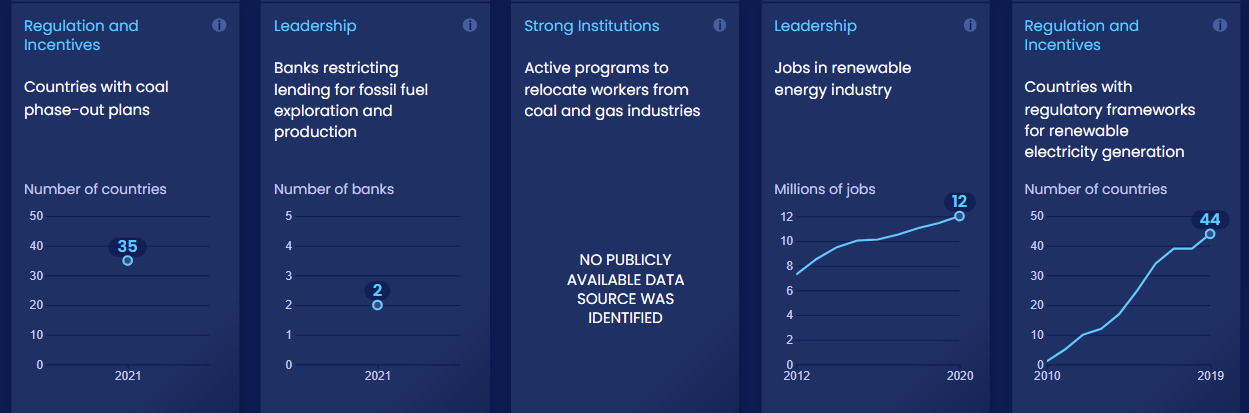 Regulation and
Incentives
i
Countries with coal
phase-out plans
Number of countries
50
40
30
20
10
0
35
2021
Leadership
i
Banks restricting
lending for fossil fuel
exploration and
production
Number of banks
5
4
3
2
1
0
2
2021
Strong Institutions
i
Active programs to
relocate workers from
coal and gas industries
NO PUBLICLY
AVAILABLE DATA
SOURCE WAS
IDENTIFIED
Leadership
i
Jobs in renewable
energy industry
Millions of jobs
12
12
10
8
6
4
2
0
2012
2020
Regulation and
Incentives
i
Countries with
regulatory frameworks
for renewable
electricity generation
Number of countries
50
44
40
30
20
10
0
2010
2019